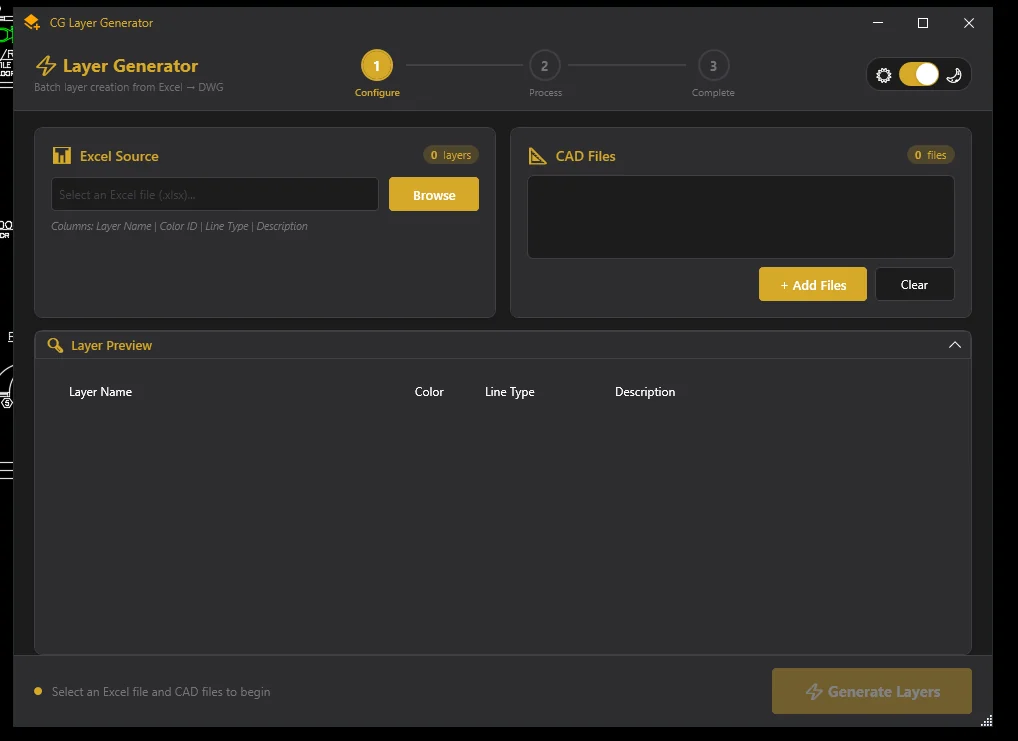 CG Layer Generator
Layer Generator
Batch layer creation from Excel → DWG
1
Configure
2
Process
3
Complete
Excel Source
0 layers
Select an Excel file (.xlsx)...
Browse
Columns: Layer Name | Color ID | Line Type | Description
CAD Files
0 files
+ Add Files
Clear
Layer Preview
Layer Name
Color
Line Type
Description
Select an Excel file and CAD files to begin
Generate Layers